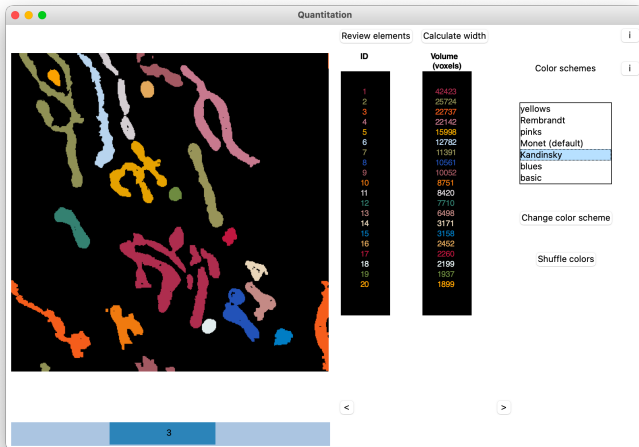 Quantitation
Review elements Calculate width i
ID Volume
(voxels)
Color schemes i
1 42423
2 25724
3 22737
4 22142
5 15998
6 12782
7 11391
8 10561
9 10052
10 8751
11 8420
12 7710
13 6498
14 3171
15 3158
16 2452
17 2260
18 2199
19 1937
20 1899
yellows
Rembrandt
pinks
Monet (default)
Kandinsky
blues
basic
Change color scheme
Shuffle colors
< >
3